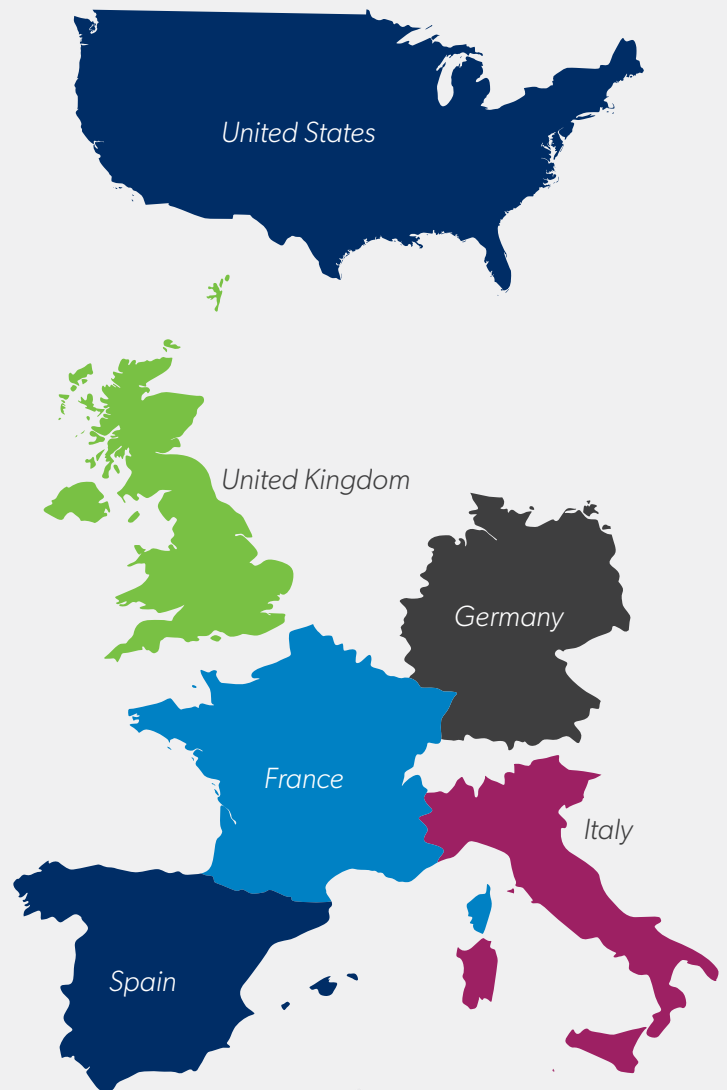 United States
United Kingdom
Germany
France
Italy
Spain